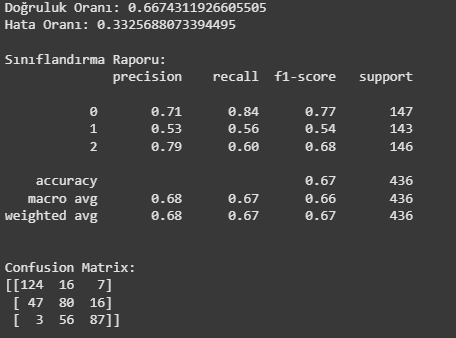 Doğruluk Oranı: 0.6674311926605505
Hata Oranı: 0.3325688073394495
Sınıflandırma Raporu:
precision recall f1-score support
0 0.71 0.84 0.77 147
1 0.53 0.56 0.54 143
2 0.79 0.60 0.68 146
accuracy 0.67 436
macro avg 0.68 0.67 0.66 436
weighted avg 0.68 0.67 0.67 436
Confusion Matrix:
[[124 16 7]
[ 47 80 16]
[ 3 56 87]]